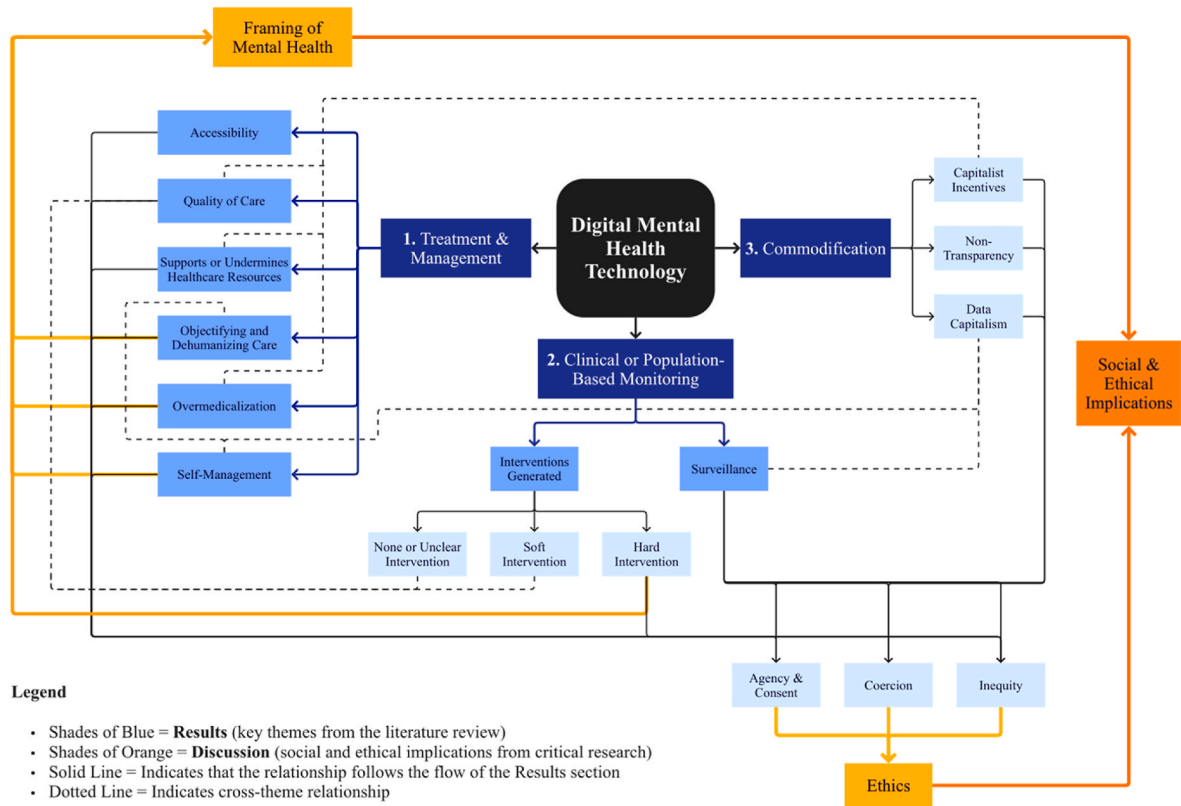 Framing of
Mental Health
Accessibility
Quality of Care
Supports or Undermines
Healthcare Resources
Objectifying and
Dehumanizing Care
Overmedicalization
Self-Management
1. Treatment &
Management
Digital Mental
Health
Technology
3. Commodification
Capitalist
Incentives
Non-
Transparency
Data
Capitalism
2. Clinical or Population-
Based Monitoring
Interventions
Generated
Surveillance
None or Unclear
Intervention
Soft
Intervention
Hard
Intervention
Social &
Ethical
Implications
Agency &
Consent
Coercion
Inequity
Ethics
Legend
• Shades of Blue = Results (key themes from the literature review)
• Shades of Orange = Discussion (social and ethical implications from critical research)
• Solid Line = Indicates that the relationship follows the flow of the Results section
• Dotted Line = Indicates cross-theme relationship